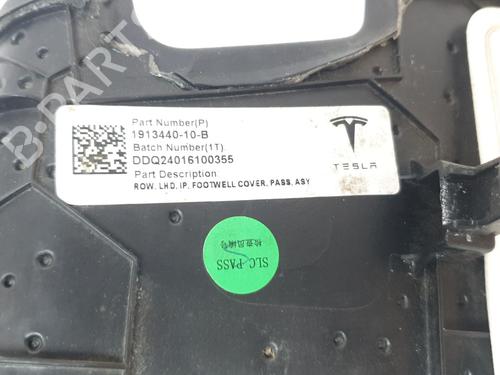 Part Number(P)
1913440-10-B
Batch Number(1T).
DDQ24016100355
Part Description:
ROW, LHD, IP, FOOTWELL COVER, PASS, ASY
TESLA
SLC PASS
B-PARTS